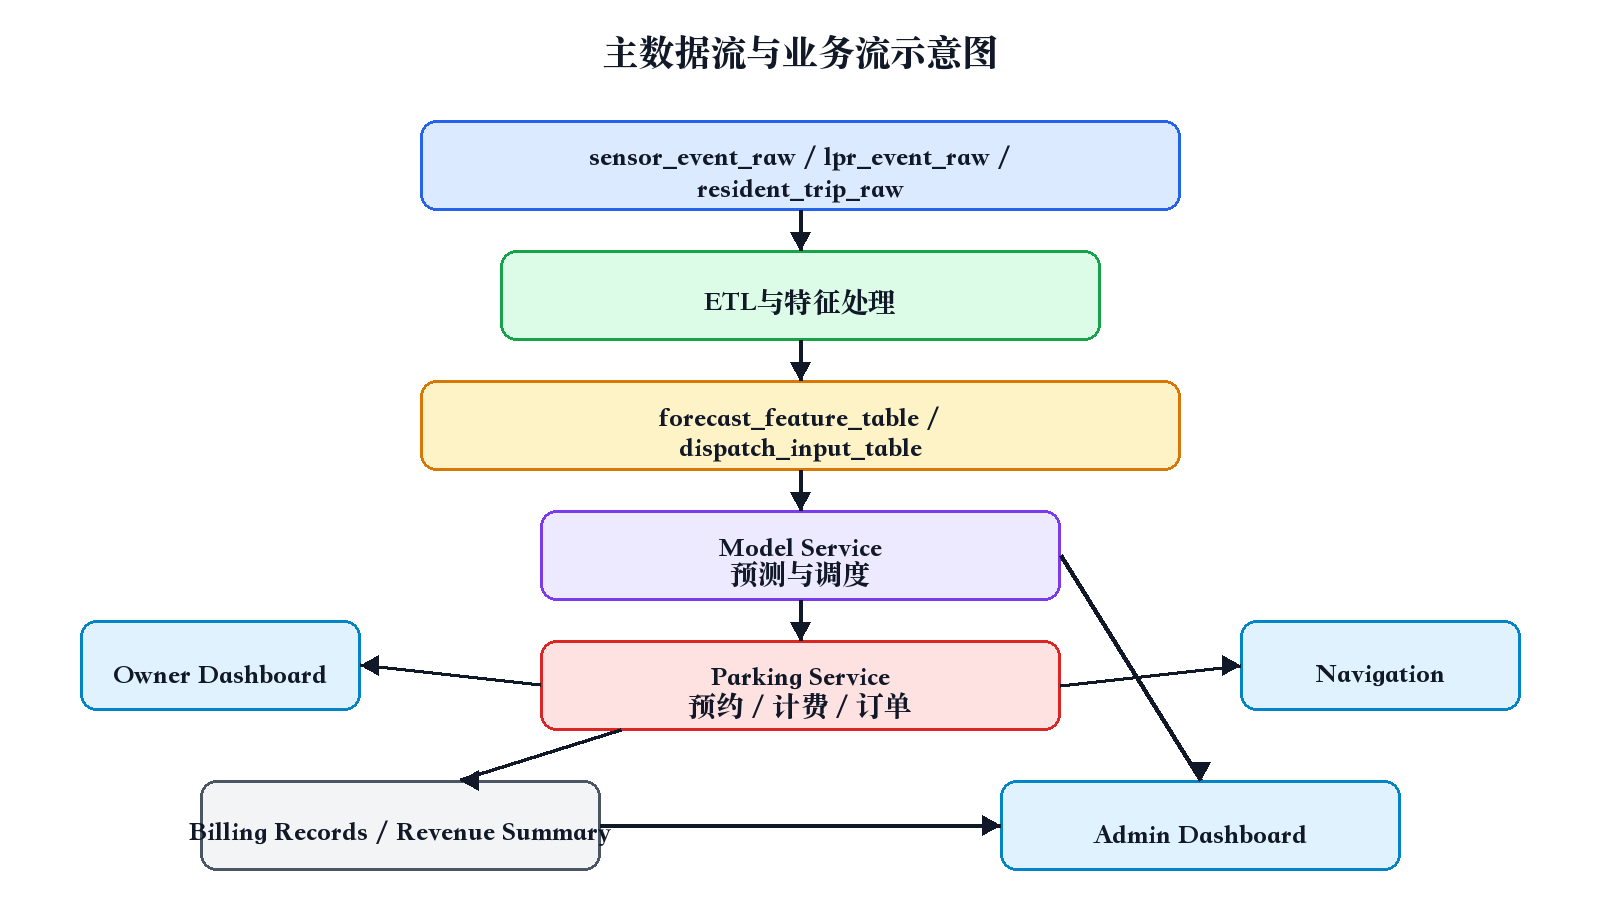 主数据流与业务流示意图
sensor_event_raw / lpr_event_raw /
resident_trip_raw
ETL与特征处理
forecast_feature_table /
dispatch_input_table
Model Service
预测与调度
Owner Dashboard
Parking Service
预约 / 计费 / 订单
Navigation
Billing Records / Revenue Summary
Admin Dashboard